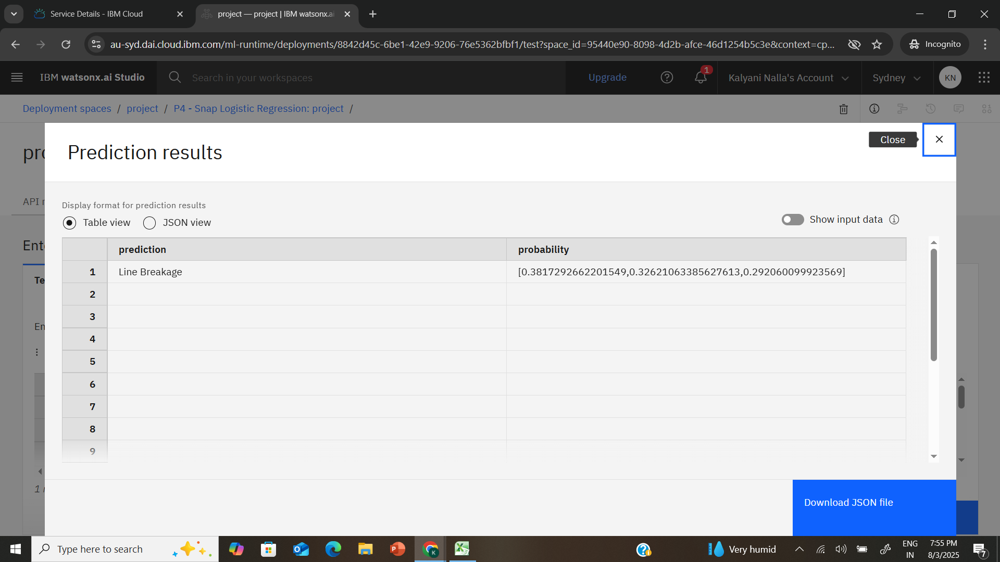 Service Details - IBM Cloud
project — project | IBM watsonx.ai
au-syd.dai.cloud.ibm.com/ml-runtime/deployments/8842d45c-6be1-42e9-9206-76e5362bfbf1/test?space_id=95440e90-8098-4d2b-afce-46d1254b5c3e&context=cp...
Incognito
IBM watsonx.ai Studio
Search in your workspaces
Upgrade
1
Kalyani Nalla's Account
Sydney
KN
Deployment spaces / project / P4 - Snap Logistic Regression: project /
Prediction results
Close
API
Display format for prediction results
Table view
JSON view
Show input data
prediction
probability
1
Line Breakage
[0.3817292662201549,0.32621063385627613,0.292060099923569]
2
3
4
5
6
7
8
9
1
Download JSON file
Type here to search
Very humid
ENG
IN
7:55 PM
8/3/2025
7